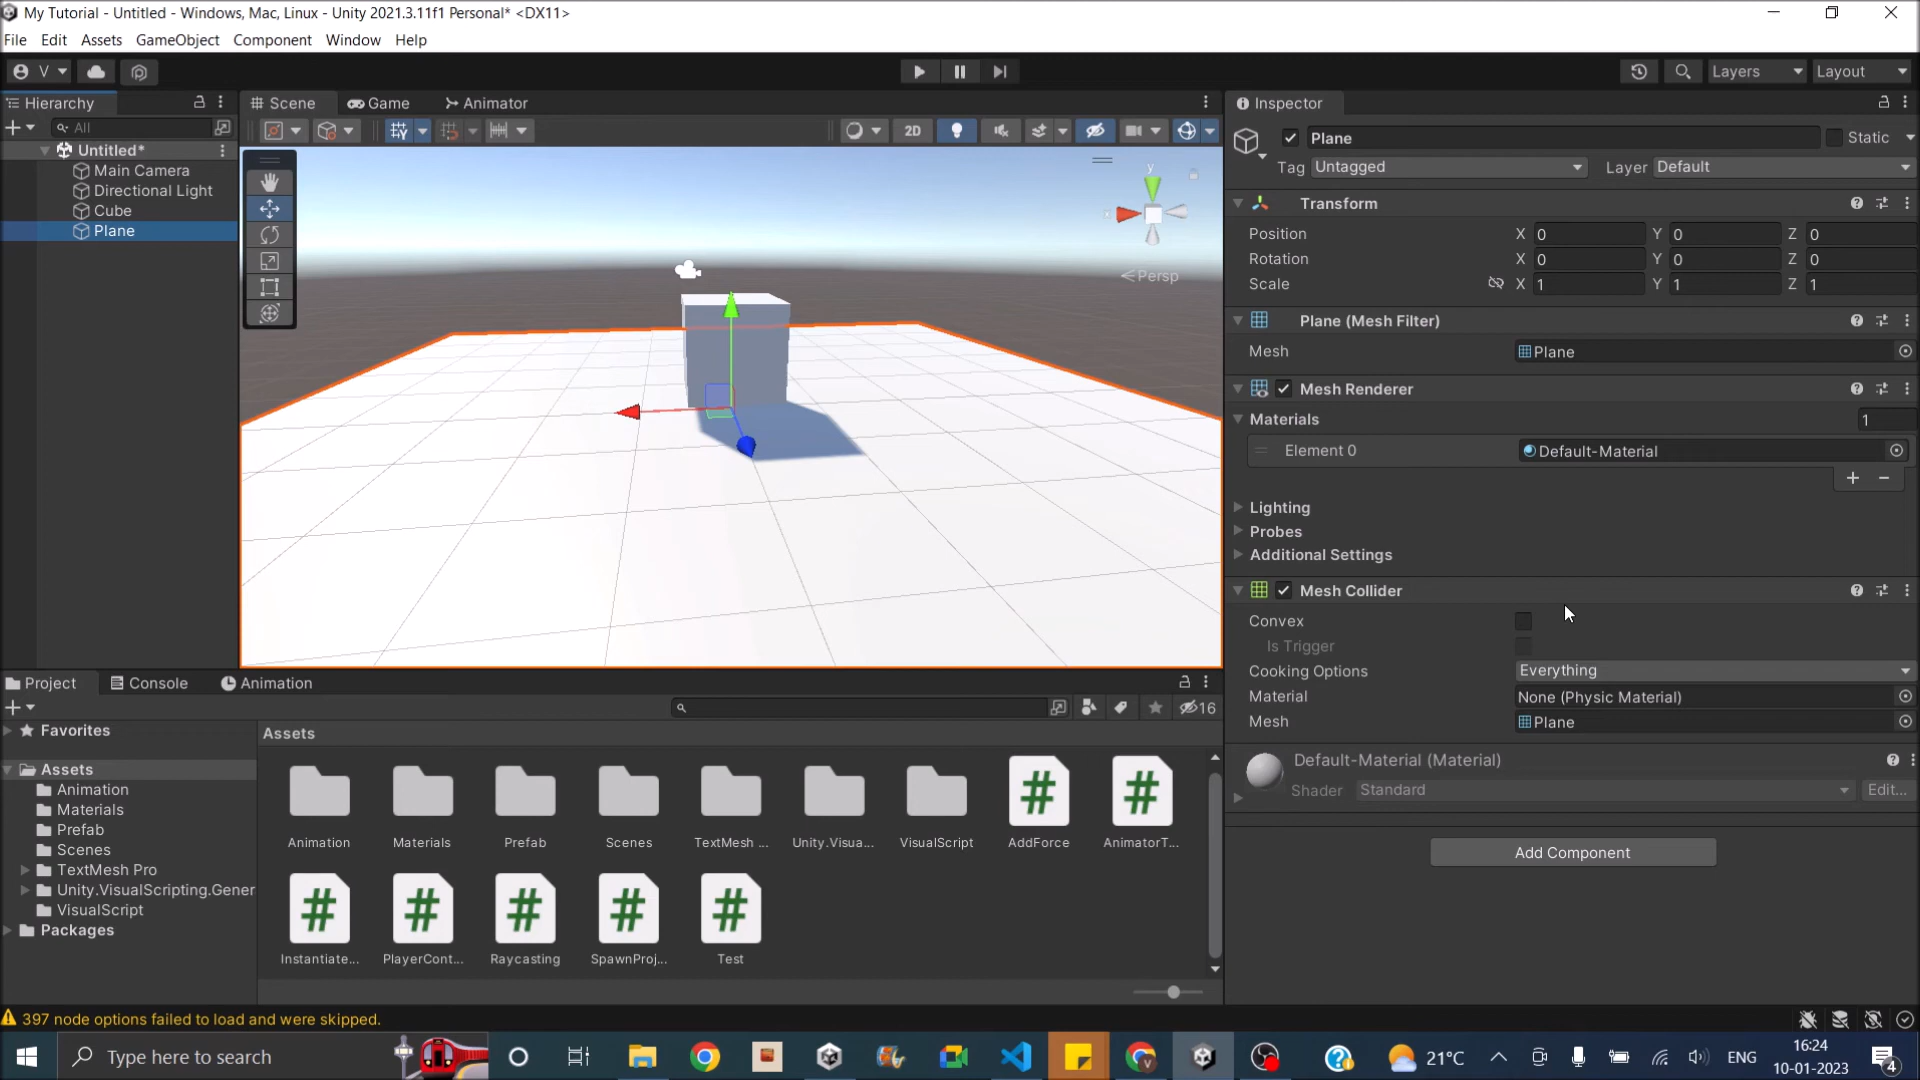 My Tutorial - Untitled - Windows, Mac, Linux - Unity 2021.3.11f1 Personal* <DX11>
File Edit Assets GameObject Component Window Help
V Layers Layout
Hierarchy
All
Untitled*
Main Camera
Directional Light
Cube
Plane
Scene Game Animator
2D
y
Persp
Inspector
Plane Static
Tag Untagged Layer Default
Transform
Position X 0 Y 0 Z 0
Rotation X 0 Y 0 Z 0
Scale X 1 Y 1 Z 1
Plane (Mesh Filter)
Mesh Plane
Mesh Renderer
Materials 1
Element 0 Default-Material
Lighting
Probes
Additional Settings
Mesh Collider
Convex
Is Trigger
Cooking Options Everything
Material None (Physic Material)
Mesh Plane
Default-Material (Material)
Shader Standard Edit...
Add Component
Project Console Animation
16
Favorites
Assets
Animation
Materials
Prefab
Scenes
TextMesh Pro
Unity.VisualScripting.Gener
VisualScript
Packages
Assets
Animation Materials Prefab Scenes TextMesh ... Unity.Visua... VisualScript AddForce AnimatorT...
Instantiate... PlayerCont... Raycasting SpawnProj... Test
397 node options failed to load and were skipped.
Type here to search
21°C ENG
16:24
10-01-2023
4